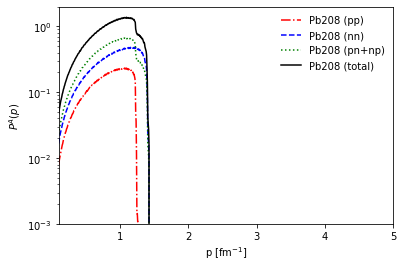 Pb208 (pp)
Pb208 (nn)
Pb208 (pn+np)
Pb208 (total)
10⁰
10⁻¹
10⁻²
10⁻³
Pᴬ(p)
1 2 3 4 5
p [fm⁻¹]